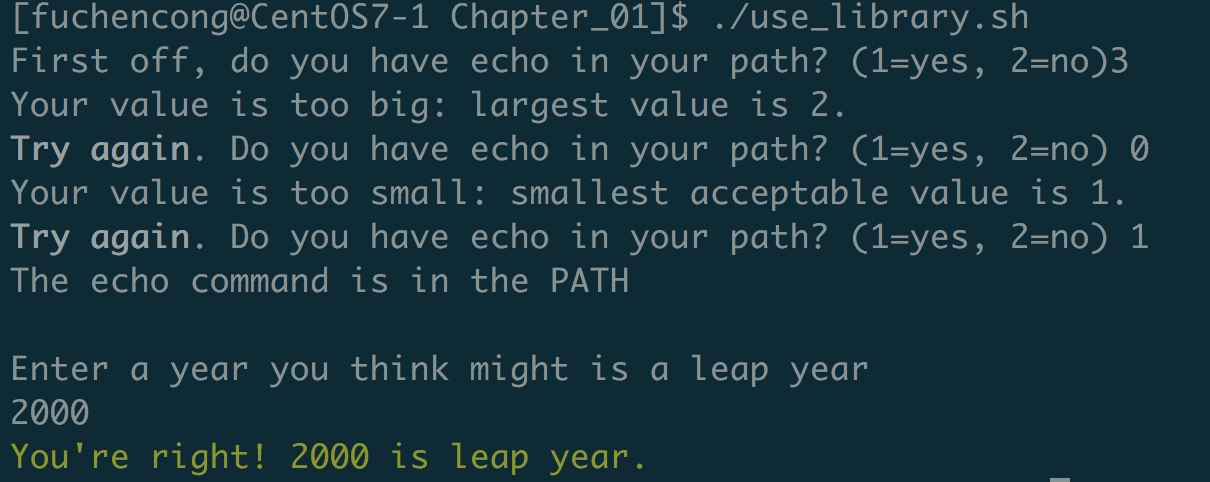 [fuchencong@CentOS7-1 Chapter_01]$ ./use_library.sh
First off, do you have echo in your path? (1=yes, 2=no)3
Your value is too big: largest value is 2.
Try again. Do you have echo in your path? (1=yes, 2=no) 0
Your value is too small: smallest acceptable value is 1.
Try again. Do you have echo in your path? (1=yes, 2=no) 1
The echo command is in the PATH

Enter a year you think might is a leap year
2000
You're right! 2000 is leap year.